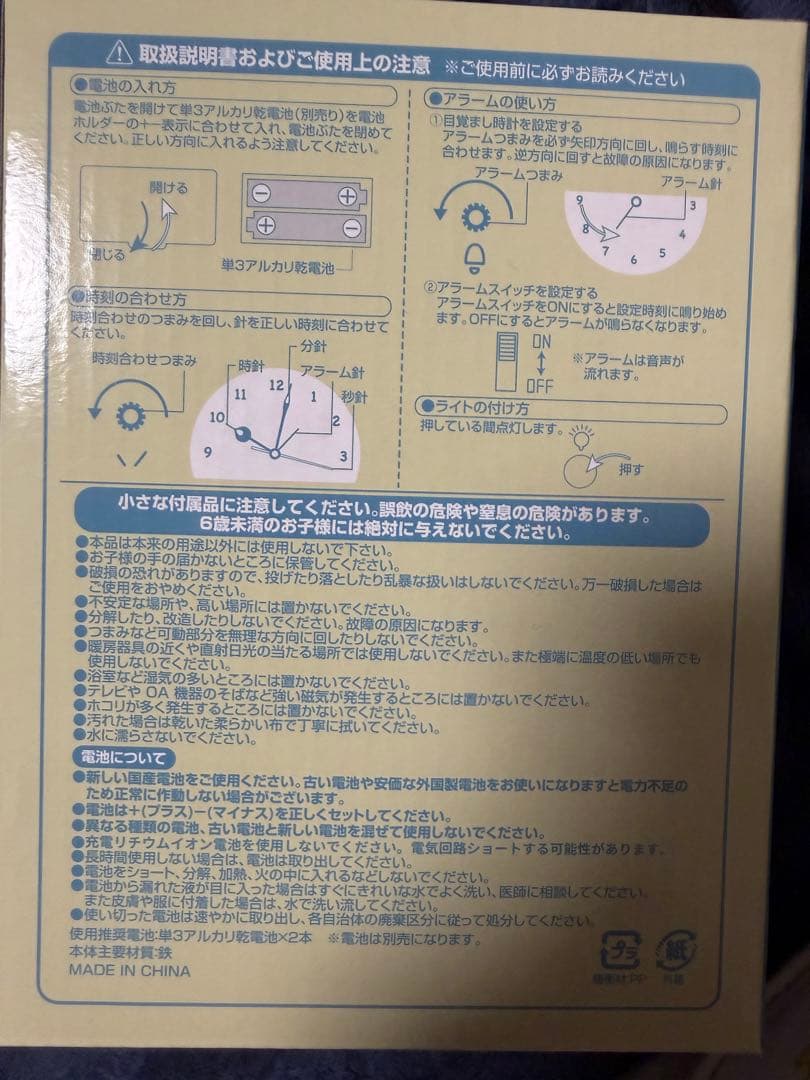 取扱説明書およびご使用上の注意 ※ご使用前に必ずお読みください
●電池の入れ方
電池ぶたを開けて単3アルカリ乾電池(別売り)を電池
ホルダーの+-表示に合わせて入れ、電池ぶたを閉めて
ください。正しい方向に入れるよう注意してください。
開ける
閉じる
単3アルカリ乾電池
●時刻の合わせ方
時刻合わせのつまみを回し、針を正しい時刻に合わせて
ください。
時刻合わせつまみ
分針
時針
アラーム針
秒針
12
11
1
10
2
9
3
●アラームの使い方
①目覚まし時計を設定する
アラームつまみを必ず矢印方向に回し、鳴らす時刻に
合わせます。逆方向に回すと故障の原因になります。
アラームつまみ
アラーム針
9
3
8
4
7
6
5
②アラームスイッチを設定する
アラームスイッチをONにすると設定時刻に鳴り始め
ます。OFFにするとアラームが鳴らなくなります。
ON
OFF
※アラームは音声が
流れます。
●ライトの付け方
押している間点灯します。
押す
小さな付属品に注意してください。誤飲の危険や窒息の危険があります。
6歳未満のお子様には絶対に与えないでください。
●本品は本来の用途以外には使用しないで下さい。
●お子様の手の届かないところに保管してください。
●破損の恐れがありますので、投げたり落としたり乱暴な扱いはしないでください。万一破損した場合は
ご使用をおやめください。
●不安定な場所や、高い場所には置かないでください。
●分解したり、改造したりしないでください。故障の原因になります。
●つまみなど可動部分を無理な方向に回したりしないでください。
●暖房器具の近くや直射日光の当たる場所では使用しないでください。また極端に温度の低い場所でも
使用しないでください。
●浴室など湿気の多いところには置かないでください。
●テレビや OA 機器のそばなど強い磁気が発生するところには置かないでください。
●ホコリが多く発生するところには置かないでください。
●汚れた場合は乾いた柔らかい布で丁寧に拭いてください。
●水に濡らさないでください。
電池について
●新しい国産電池をご使用ください。古い電池や安価な外国製電池をお使いになりますと電力不足の
ため正常に作動しない場合がございます。
●電池は+(プラス)-(マイナス)を正しくセットしてください。
●異なる種類の電池、古い電池と新しい電池を混ぜて使用しないでください。
●充電リチウムイオン電池を使用しないでください。電気回路ショートする可能性があります。
●長時間使用しない場合は、電池は取り出してください。
●電池をショート、分解、加熱、火の中に入れるなどしないでください。
●電池から漏れた液が目に入った場合はすぐにきれいな水でよく洗い、医師に相談してください。
また皮膚や服に付着した場合は、水で洗い流してください。
●使い切った電池は速やかに取り出し、各自治体の廃棄区分に従って処分してください。
使用推奨電池:単3アルカリ乾電池×2本 ※電池は別売になります。
本体主要材質:鉄
MADE IN CHINA
プラ
緩衝材:PP
紙
外箱